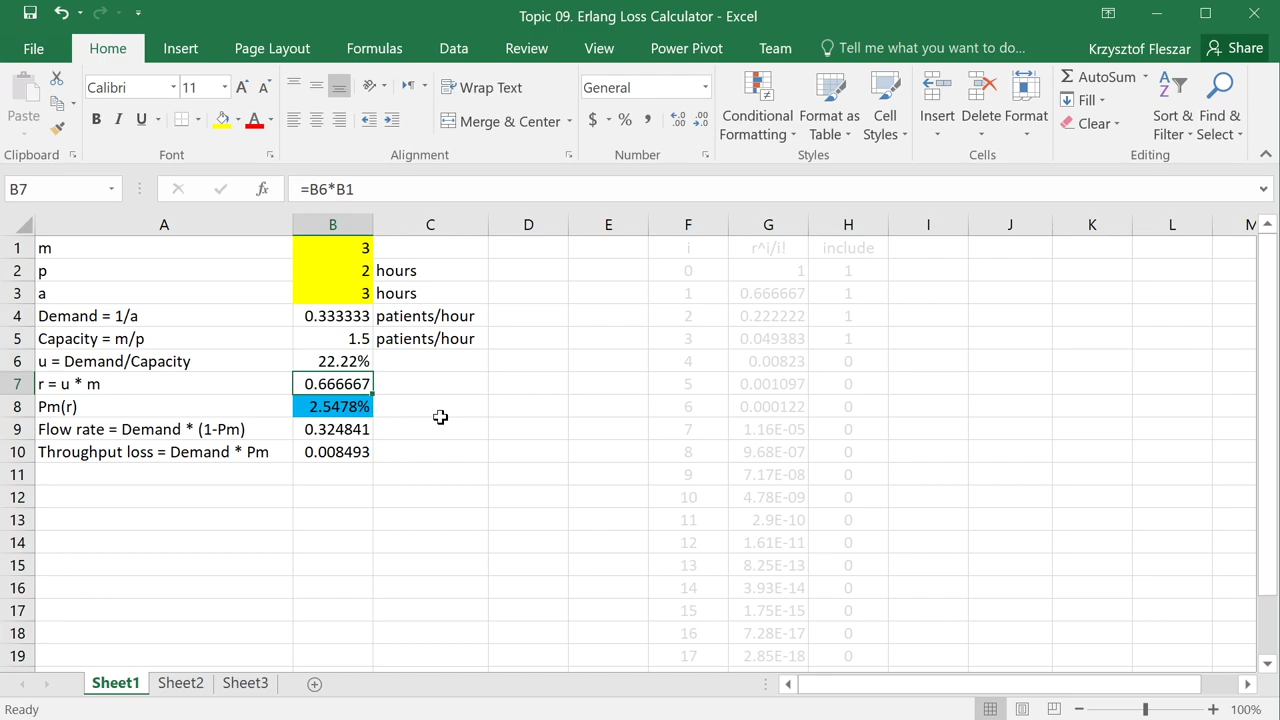 Topic 09. Erlang Loss Calculator - Excel
File Home Insert Page Layout Formulas Data Review View Power Pivot Team Tell me what you want to do... Krzysztof Fleszar Share
Calibri 11 Wrap Text General AutoSum
Paste B I U Merge & Center $ % , Conditional Formatting Format as Table Cell Styles Insert Delete Format Fill Clear Sort & Filter Find & Select
Clipboard Font Alignment Number Styles Cells Editing
B7 fx =B6*B1
A B C D E F G H I J K L M
1 m 3 i r^i/i! include
2 p 2 hours 0 1 1
3 a 3 hours 1 0.666667 1
4 Demand = 1/a 0.333333 patients/hour 2 0.222222 1
5 Capacity = m/p 1.5 patients/hour 3 0.049383 1
6 u = Demand/Capacity 22.22% 4 0.00823 0
7 r = u * m 0.666667 5 0.001097 0
8 Pm(r) 2.5478% 6 0.000122 0
9 Flow rate = Demand * (1-Pm) 0.324841 7 1.16E-05 0
10 Throughput loss = Demand * Pm 0.008493 8 9.68E-07 0
11 9 7.17E-08 0
12 10 4.78E-09 0
13 11 2.9E-10 0
14 12 1.61E-11 0
15 13 8.25E-13 0
16 14 3.93E-14 0
17 15 1.75E-15 0
18 16 7.28E-17 0
19 17 2.85E-18 0
Sheet1 Sheet2 Sheet3
Ready 100%